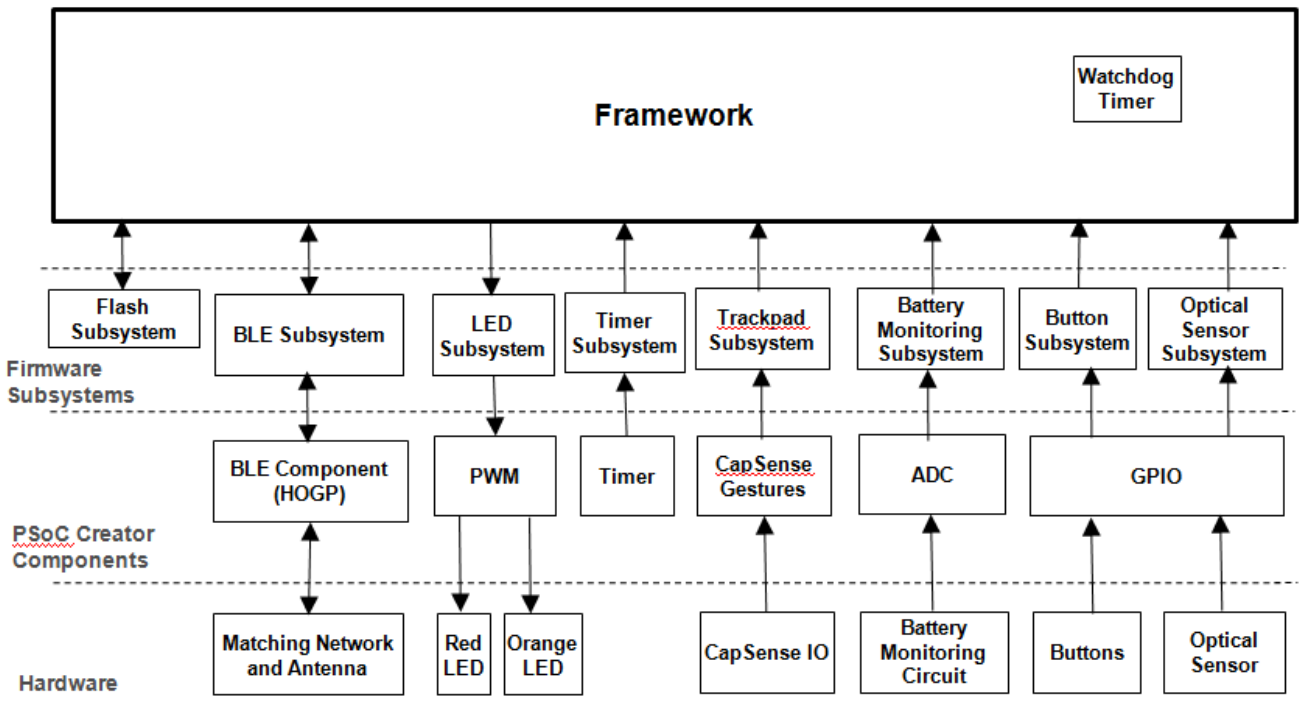 Framework
Watchdog
Timer
Flash
Subsystem
BLE Subsystem
LED
Subsystem
Timer
Subsystem
Trackpad
Subsystem
Battery
Monitoring
Subsystem
Button
Subsystem
Optical
Sensor
Subsystem
Firmware
Subsystems
BLE Component
(HOGP)
PWM
Timer
CapSense
Gestures
ADC
GPIO
PSoC Creator
Components
Matching Network
and Antenna
Red
LED
Orange
LED
CapSense IO
Battery
Monitoring
Circuit
Buttons
Optical
Sensor
Hardware